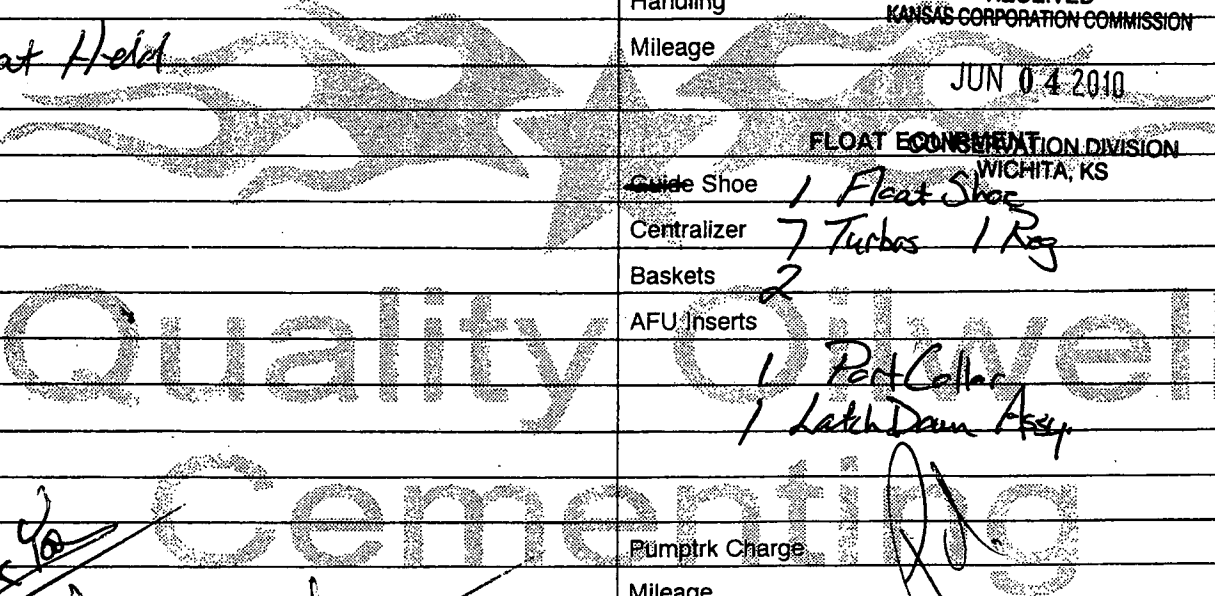 Handling
RECEIVED
KANSAS CORPORATION COMMISSION
at Held
Mileage
JUN 04 2010
FLOAT EQUIPMENT
CONSERVATION DIVISION
WICHITA, KS
Guide Shoe 1 Float Shoe
Centralizer 7 Turbos 1 Reg
Baskets 2
AFU Inserts
Quality Oilwell
1 Port Collar
1 Latch Down Assy.
Cementing
Pumptrk Charge
Mileage